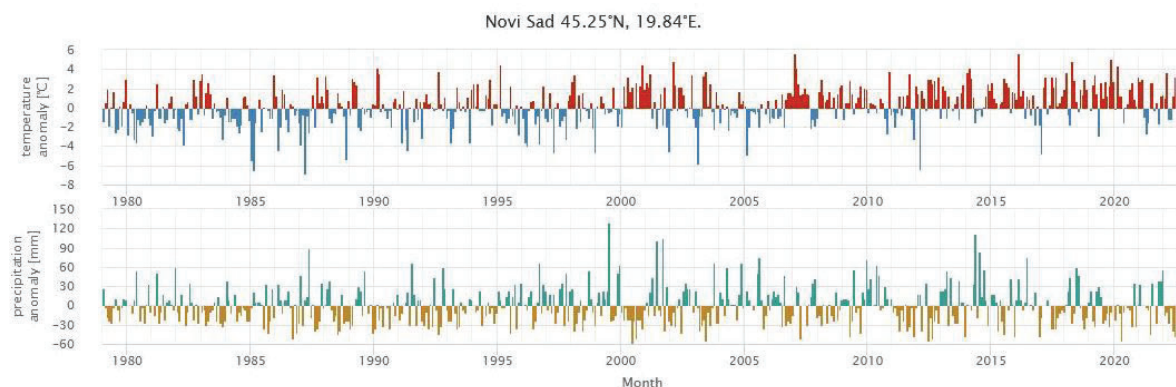 Novi Sad 45.25°N, 19.84°E.
temperature
anomaly [°C]
6
4
2
0
−2
−4
−6
−8
1980 1985 1990 1995 2000 2005 2010 2015 2020
precipitation
anomaly [mm]
150
120
90
60
30
0
−30
−60
1980 1985 1990 1995 2000 2005 2010 2015 2020
Month